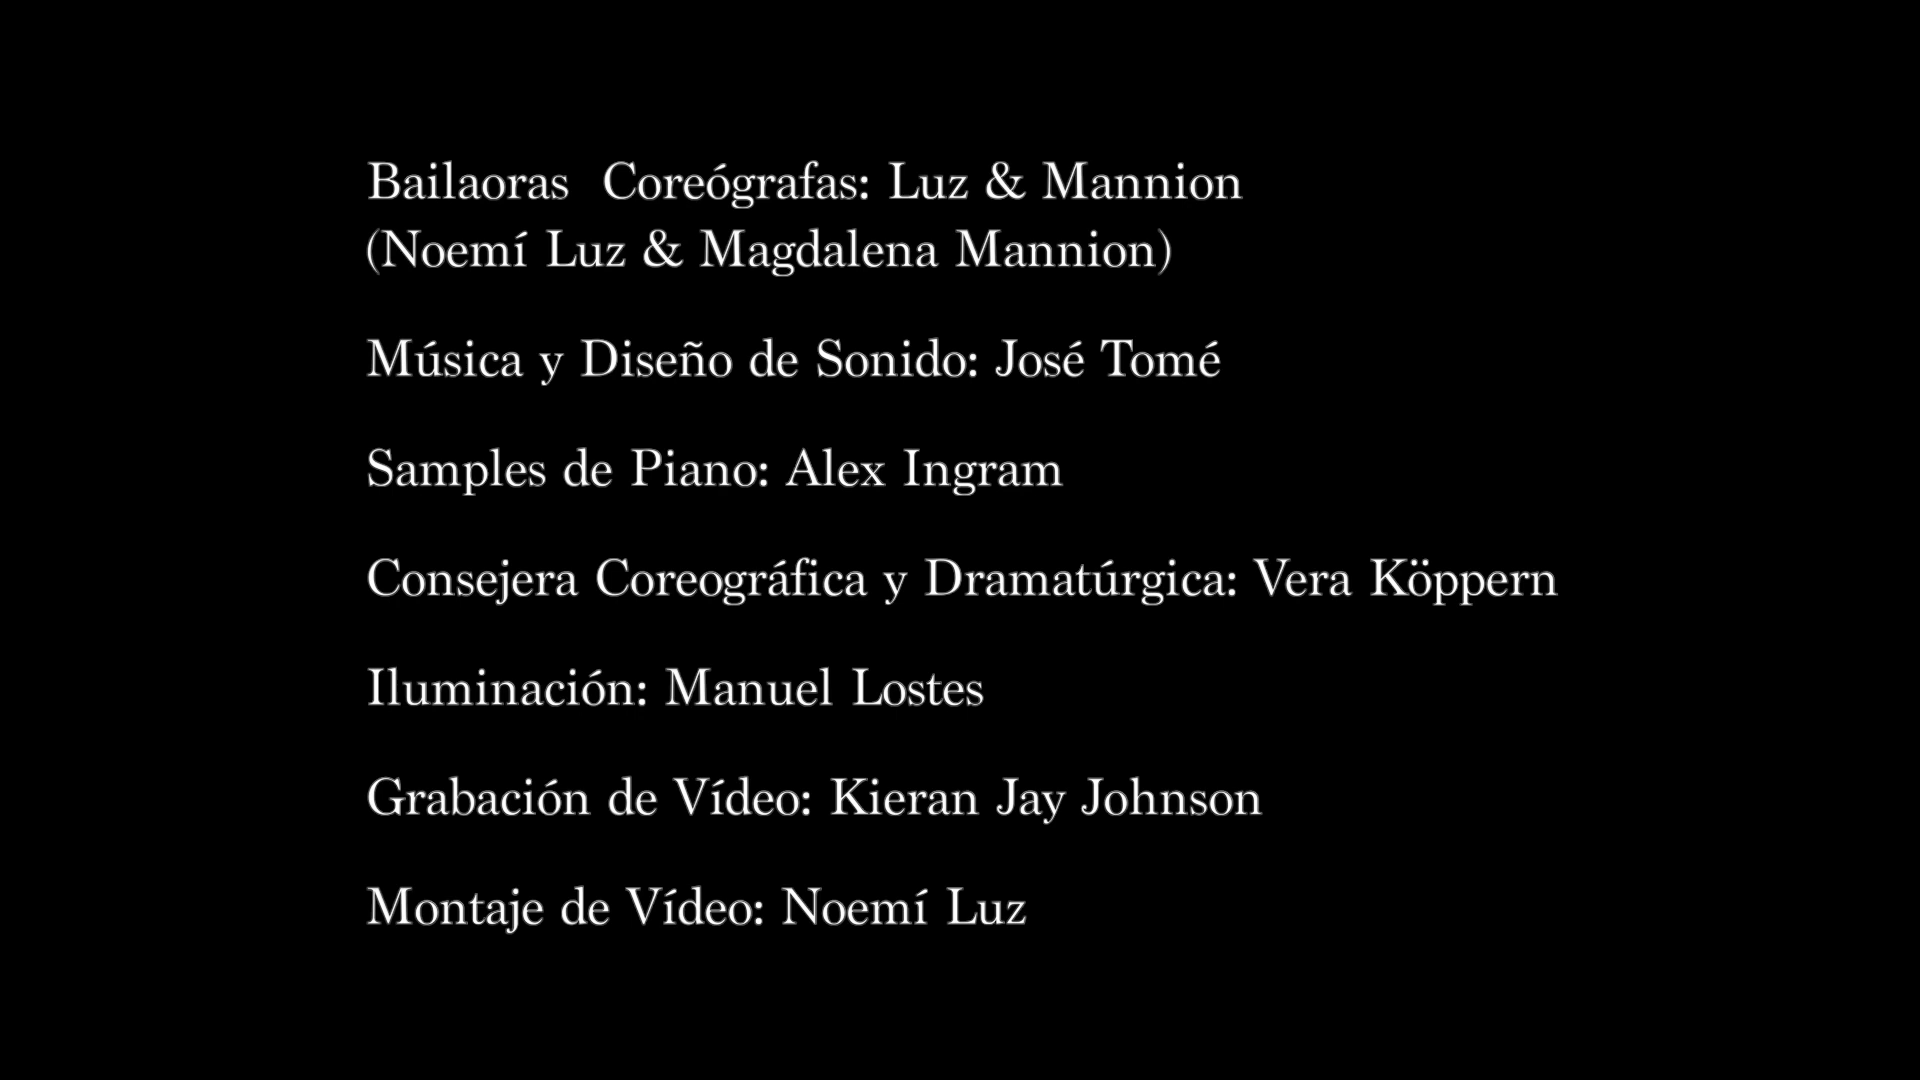 Bailaoras  Coreógrafas: Luz & Mannion
(Noemí Luz & Magdalena Mannion)
Música y Diseño de Sonido: José Tomé
Samples de Piano: Alex Ingram
Consejera Coreográfica y Dramatúrgica: Vera Köppern
Iluminación: Manuel Lostes
Grabación de Vídeo: Kieran Jay Johnson
Montaje de Vídeo: Noemí Luz